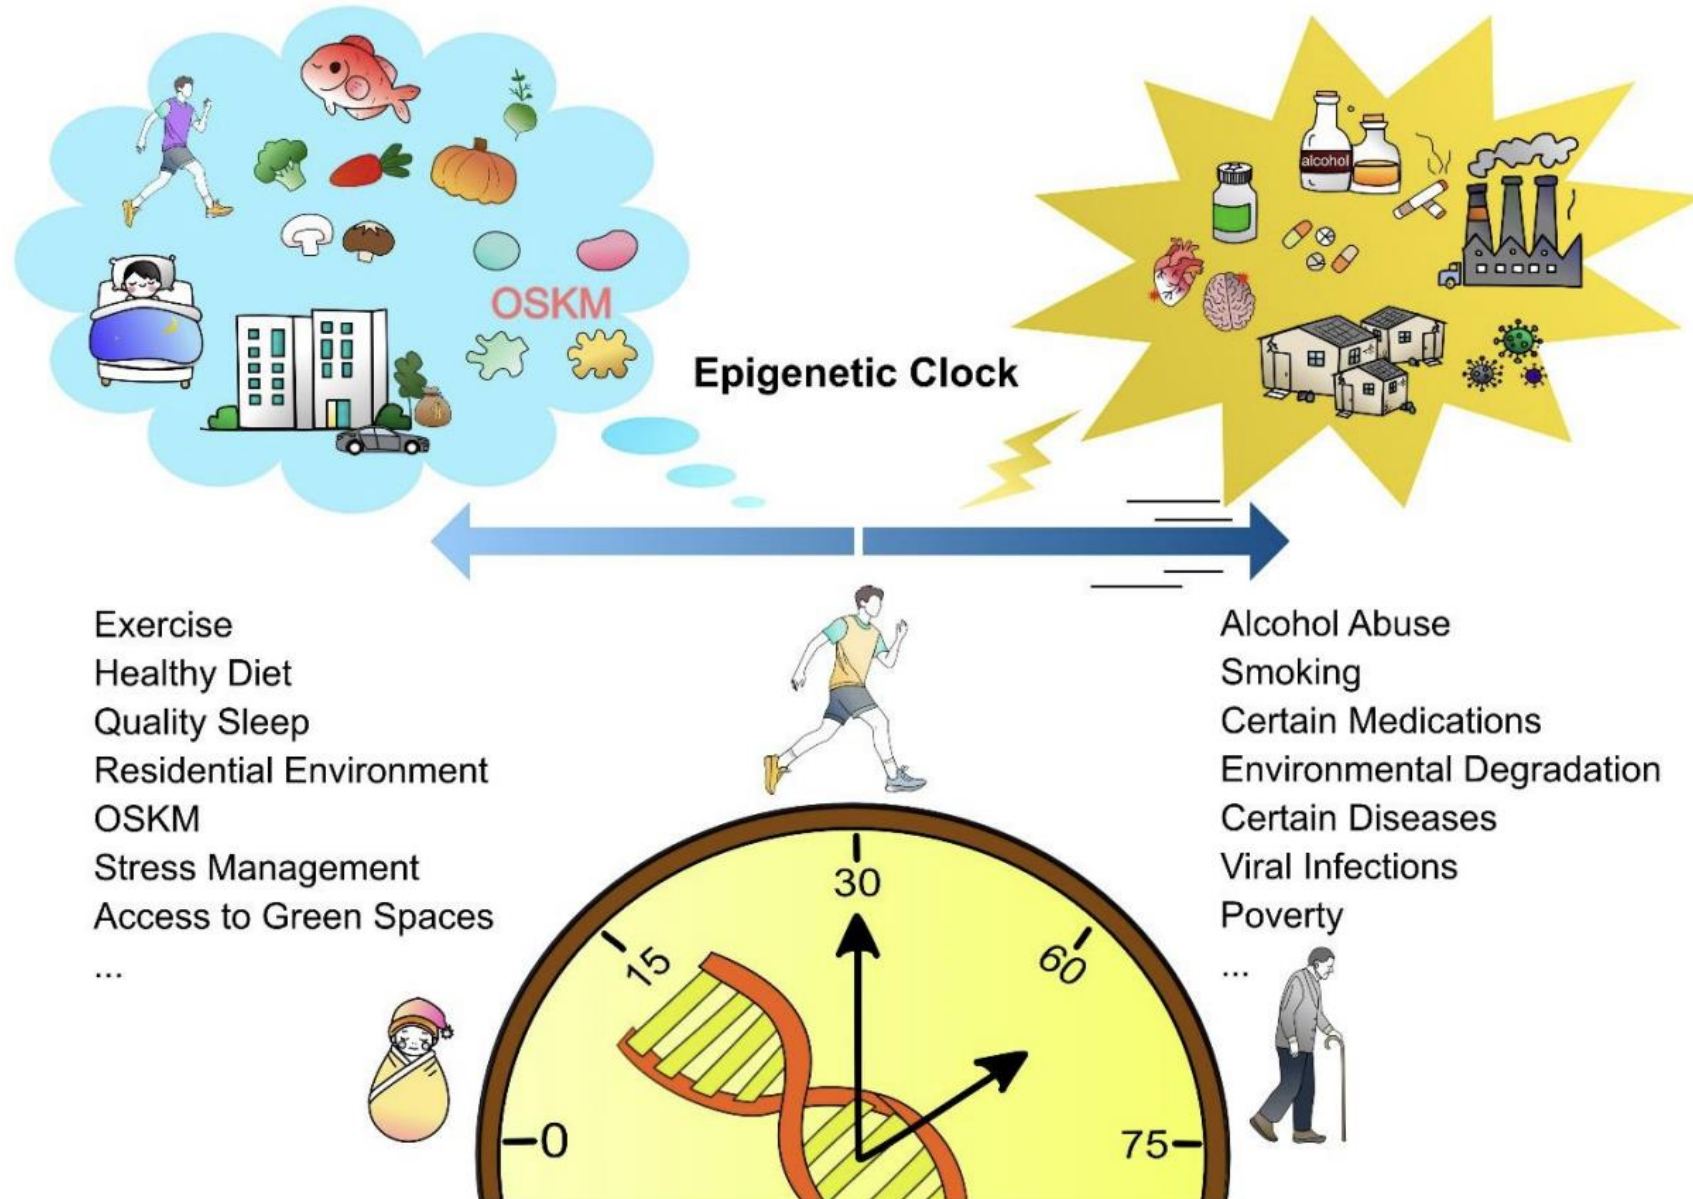 alcohol
OSKM
Epigenetic Clock
Exercise
Healthy Diet
Quality Sleep
Residential Environment
OSKM
Stress Management
Access to Green Spaces
...
Alcohol Abuse
Smoking
Certain Medications
Environmental Degradation
Certain Diseases
Viral Infections
Poverty
...
0
15
30
60
75